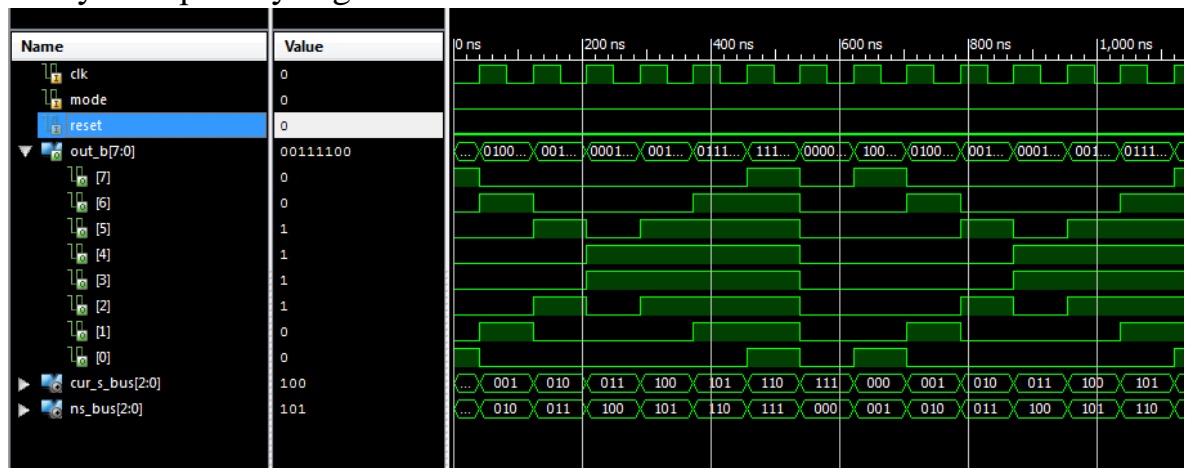 Name Value |0 ns |200 ns |400 ns |600 ns |800 ns |1,000 ns
clk 0
mode 0
reset 0
out_b[7:0] 00111100 ... 0100... 001... 0001... 001... 0111... 111... 0000... 100... 0100... 001... 0001... 001... 0111...
[7] 0
[6] 0
[5] 1
[4] 1
[3] 1
[2] 1
[1] 0
[0] 0
cur_s_bus[2:0] 100 ... 001 010 011 100 101 110 111 000 001 010 011 100 101
ns_bus[2:0] 101 ... 010 011 100 101 110 111 000 001 010 011 100 101 110